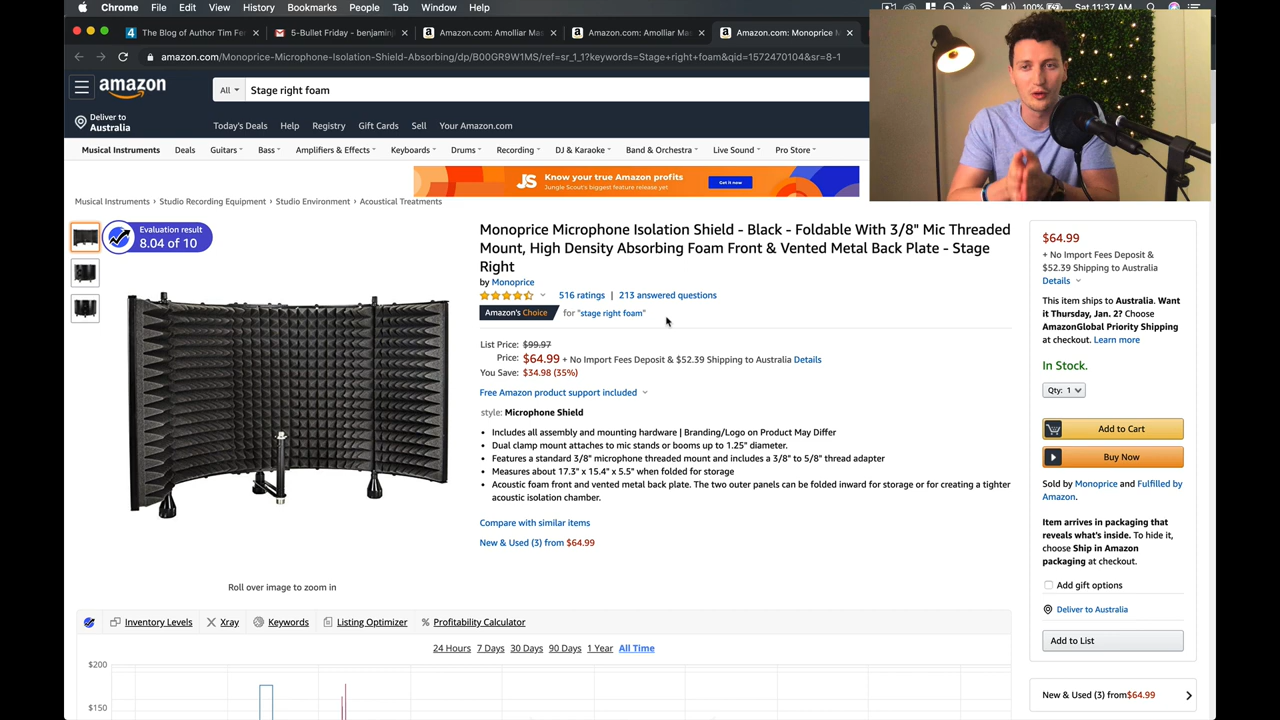 Chrome File Edit View History Bookmarks People Tab Window Help
100% Sat 11:37 AM
The Blog of Author Tim Fe
5-Bullet Friday - benjamin
Amazon.com: Amolliar Mas
Amazon.com: Amolliar Mas
Amazon.com: Monoprice M
amazon.com/Monoprice-Microphone-Isolation-Shield-Absorbing/dp/B00GR9W1MS/ref=sr_1_1?keywords=Stage+right+foam&qid=1572470104&sr=8-1
amazon
All Stage right foam
Deliver to
Australia
Today's Deals Help Registry Gift Cards Sell Your Amazon.com
Musical Instruments Deals Guitars Bass Amplifiers & Effects Keyboards Drums Recording DJ & Karaoke Band & Orchestra Live Sound Pro Store
JS Know your true Amazon profits
Jungle Scout's biggest feature release yet
Get it now
Musical Instruments › Studio Recording Equipment › Studio Environment › Acoustical Treatments
Evaluation result
8.04 of 10
Monoprice Microphone Isolation Shield - Black - Foldable With 3/8" Mic Threaded
Mount, High Density Absorbing Foam Front & Vented Metal Back Plate - Stage
Right
by Monoprice
516 ratings | 213 answered questions
Amazon's Choice for "stage right foam"
List Price: $99.97
Price: $64.99 + No Import Fees Deposit & $52.39 Shipping to Australia Details
You Save: $34.98 (35%)
Free Amazon product support included
style: Microphone Shield
• Includes all assembly and mounting hardware | Branding/Logo on Product May Differ
• Dual clamp mount attaches to mic stands or booms up to 1.25" diameter.
• Features a standard 3/8" microphone threaded mount and includes a 3/8" to 5/8" thread adapter
• Measures about 17.3" x 15.4" x 5.5" when folded for storage
• Acoustic foam front and vented metal back plate. The two outer panels can be folded inward for storage or for creating a tighter
acoustic isolation chamber.
Compare with similar items
New & Used (3) from $64.99
Roll over image to zoom in
$64.99
+ No Import Fees Deposit &
$52.39 Shipping to Australia
Details
This item ships to Australia. Want
it Thursday, Jan. 2? Choose
AmazonGlobal Priority Shipping
at checkout. Learn more
In Stock.
Qty: 1
Add to Cart
Buy Now
Sold by Monoprice and Fulfilled by
Amazon.
Item arrives in packaging that
reveals what's inside. To hide it,
choose Ship in Amazon
packaging at checkout.
Add gift options
Deliver to Australia
Add to List
New & Used (3) from$64.99
Inventory Levels Xray Keywords Listing Optimizer Profitability Calculator
24 Hours 7 Days 30 Days 90 Days 1 Year All Time
$200
$150